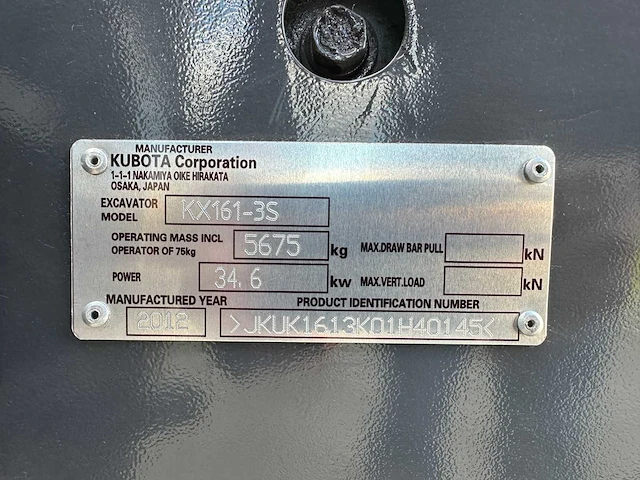 MANUFACTURER
KUBOTA Corporation
1-1-1 NAKAMIYA OIKE HIRAKATA
OSAKA, JAPAN
EXCAVATOR MODEL KX161-3S
OPERATING MASS INCL OPERATOR OF 75kg 5675 kg MAX.DRAW BAR PULL kN
POWER 34.6 kw MAX.VERT.LOAD kN
MANUFACTURED YEAR PRODUCT IDENTIFICATION NUMBER
2012 >JKUK1613K01H40145<